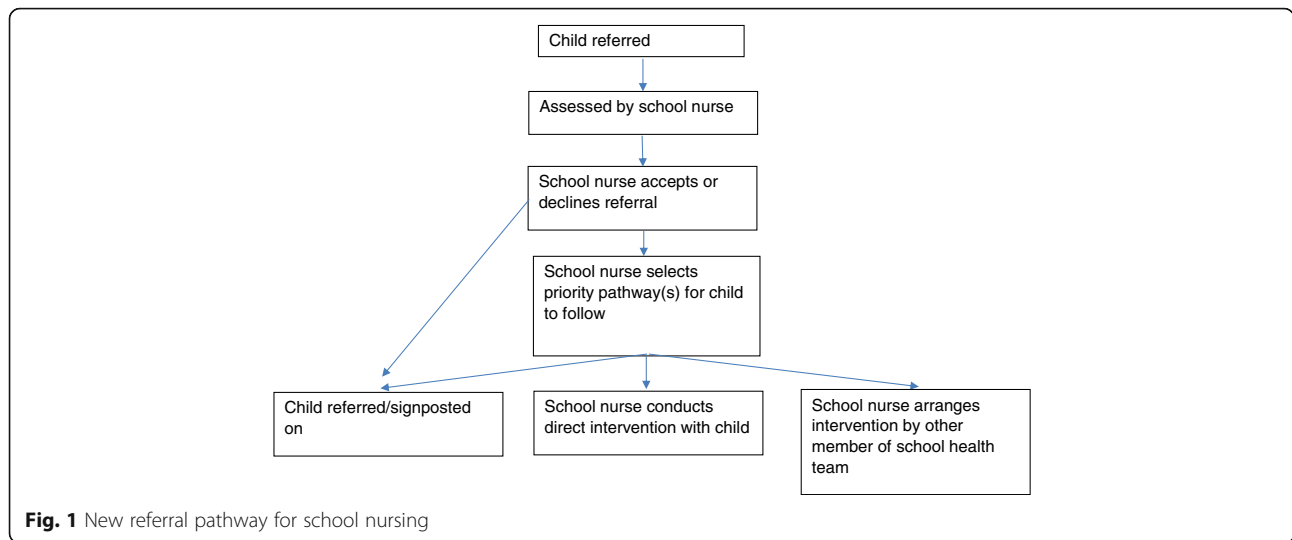 Child referred
Assessed by school nurse
School nurse accepts or
declines referral
School nurse selects
priority pathway(s) for child
to follow
Child referred/signposted
on
School nurse conducts
direct intervention with child
School nurse arranges
intervention by other
member of school health
team
Fig. 1 New referral pathway for school nursing